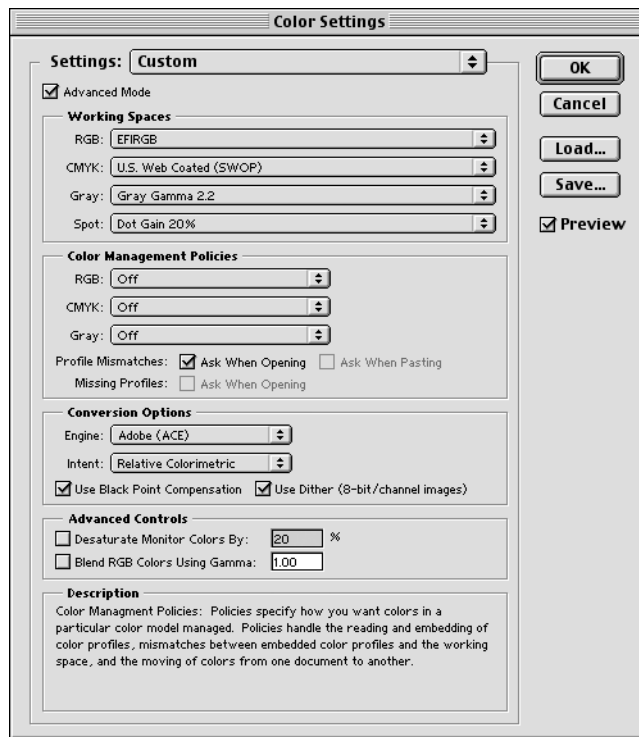 Color Settings
Settings: Custom
Advanced Mode
Working Spaces
RGB: EFIRGB
CMYK: U.S. Web Coated (SWOP)
Gray: Gray Gamma 2.2
Spot: Dot Gain 20%
Color Management Policies
RGB: Off
CMYK: Off
Gray: Off
Profile Mismatches: Ask When Opening Ask When Pasting
Missing Profiles: Ask When Opening
Conversion Options
Engine: Adobe (ACE)
Intent: Relative Colorimetric
Use Black Point Compensation Use Dither (8-bit/channel images)
Advanced Controls
Desaturate Monitor Colors By: 20 %
Blend RGB Colors Using Gamma: 1.00
Description
Color Managment Policies: Policies specify how you want colors in a
particular color model managed. Policies handle the reading and embedding of
color profiles, mismatches between embedded color profiles and the working
space, and the moving of colors from one document to another.
OK
Cancel
Load...
Save...
Preview